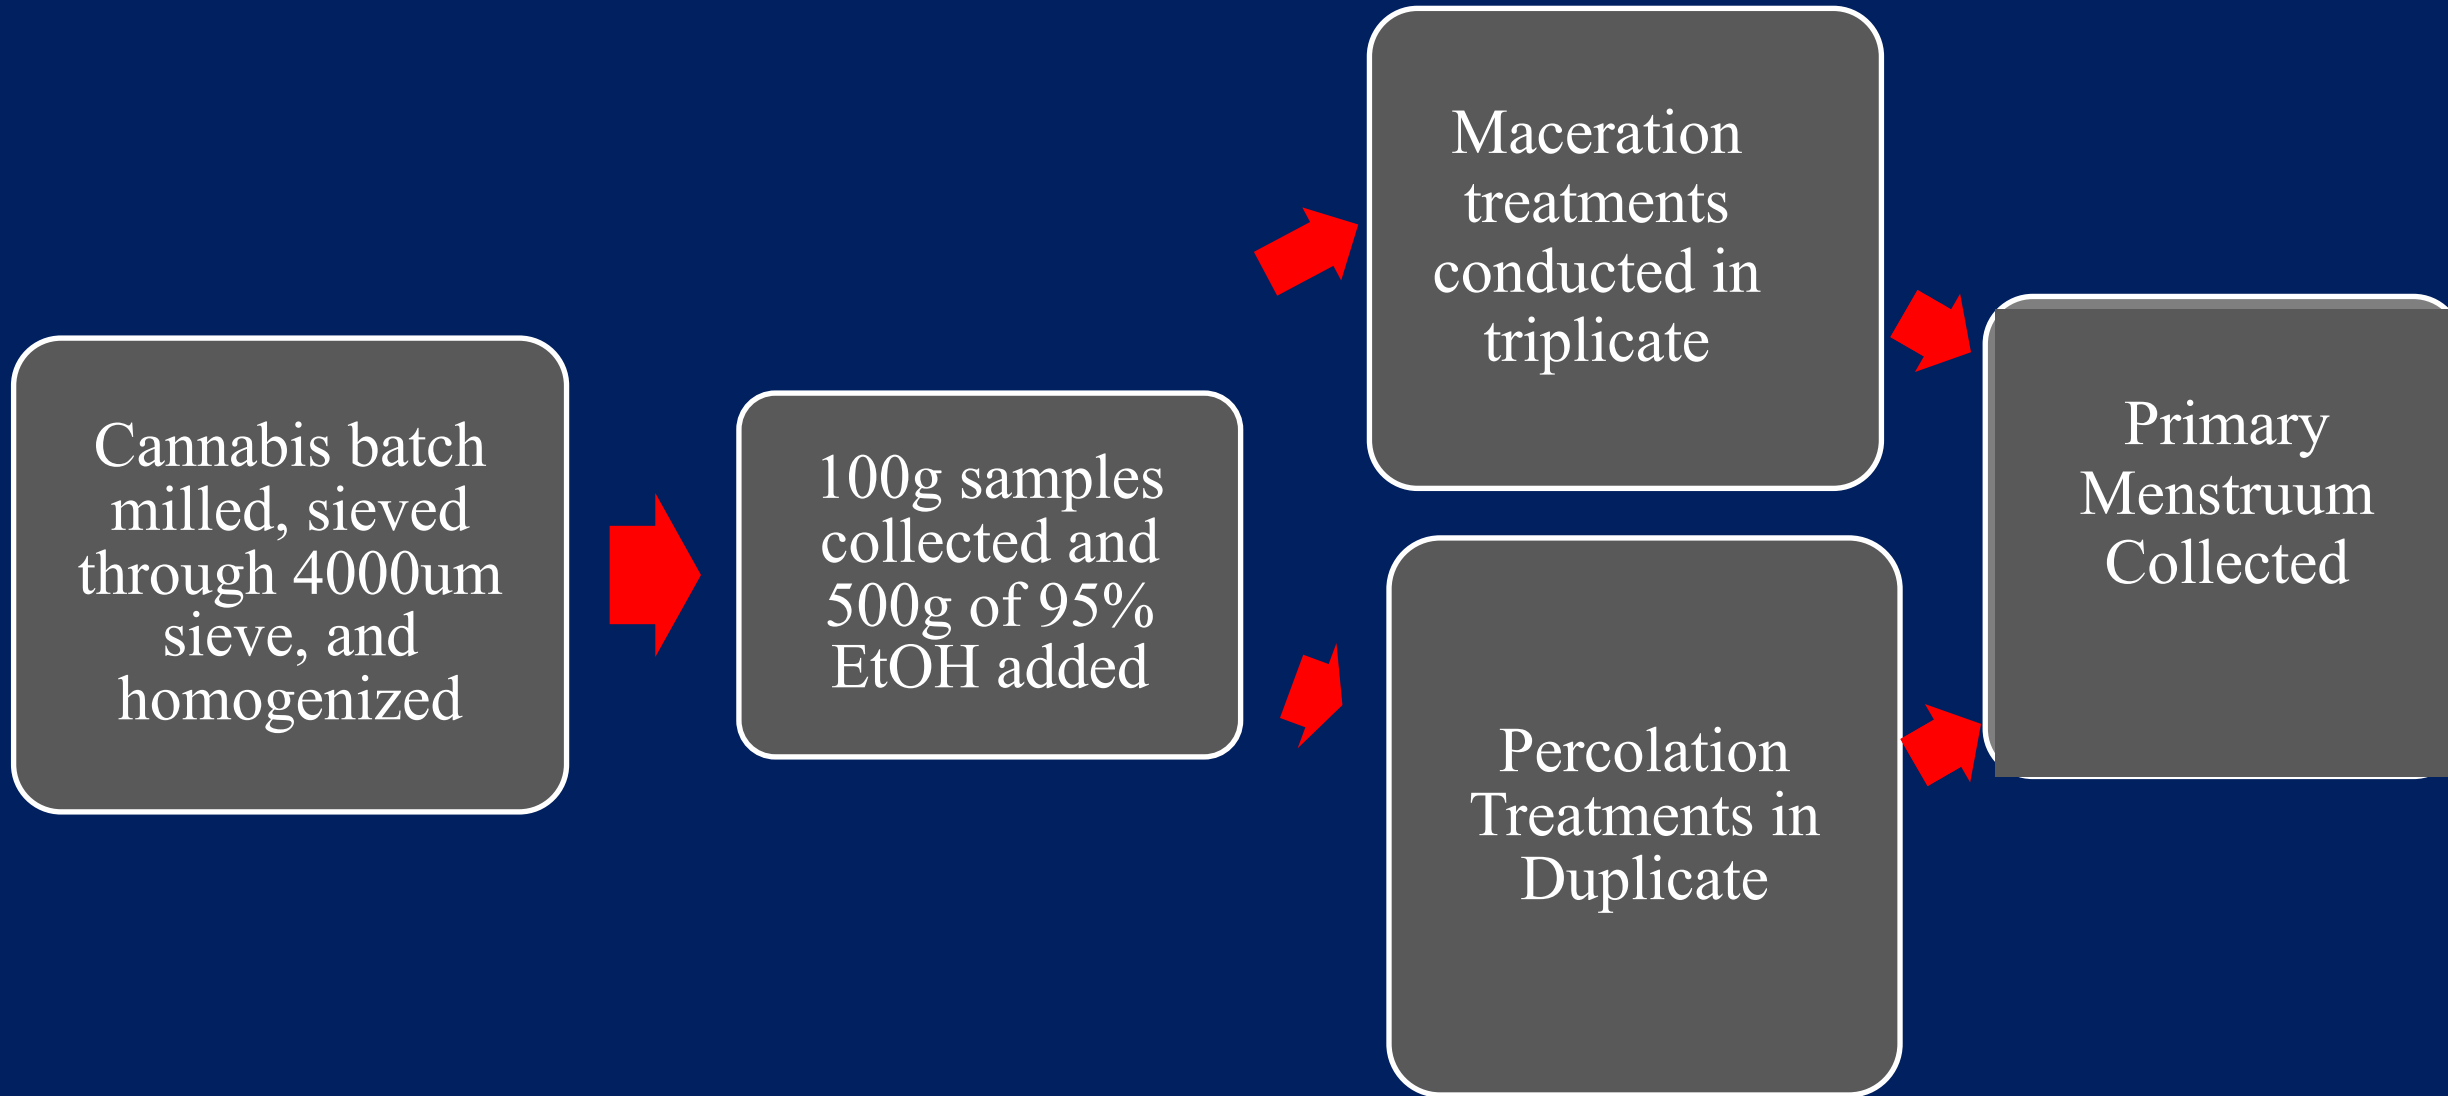 Cannabis batch
milled, sieved
through 4000um
sieve, and
homogenized
100g samples
collected and
500g of 95%
EtOH added
Maceration
treatments
conducted in
triplicate
Percolation
Treatments in
Duplicate
Primary
Menstruum
Collected